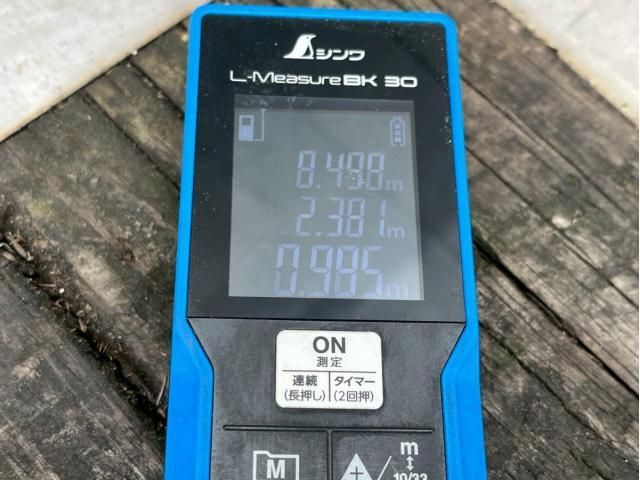 シンワ
L-Measure BK 30
8.498m
2.381m
0.985m
ON
測定
連続 タイマー
(長押し) (2回押)
M
m
10/33